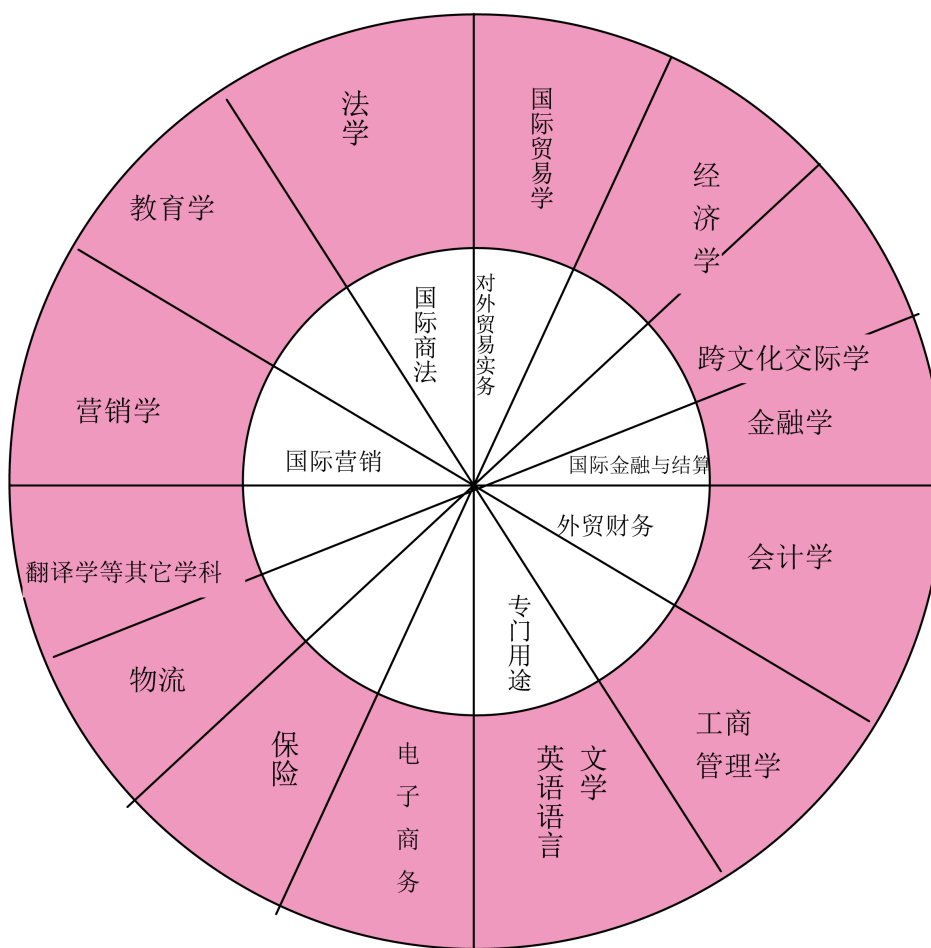 法学
国际贸易学
经济学
教育学
国际商法
对外贸易实务
跨文化交际学
营销学
金融学
国际营销
国际金融与结算
外贸财务
会计学
翻译学等其它学科
专门用途
物流
工商
管理学
保险
电子商务
英语语言
文学